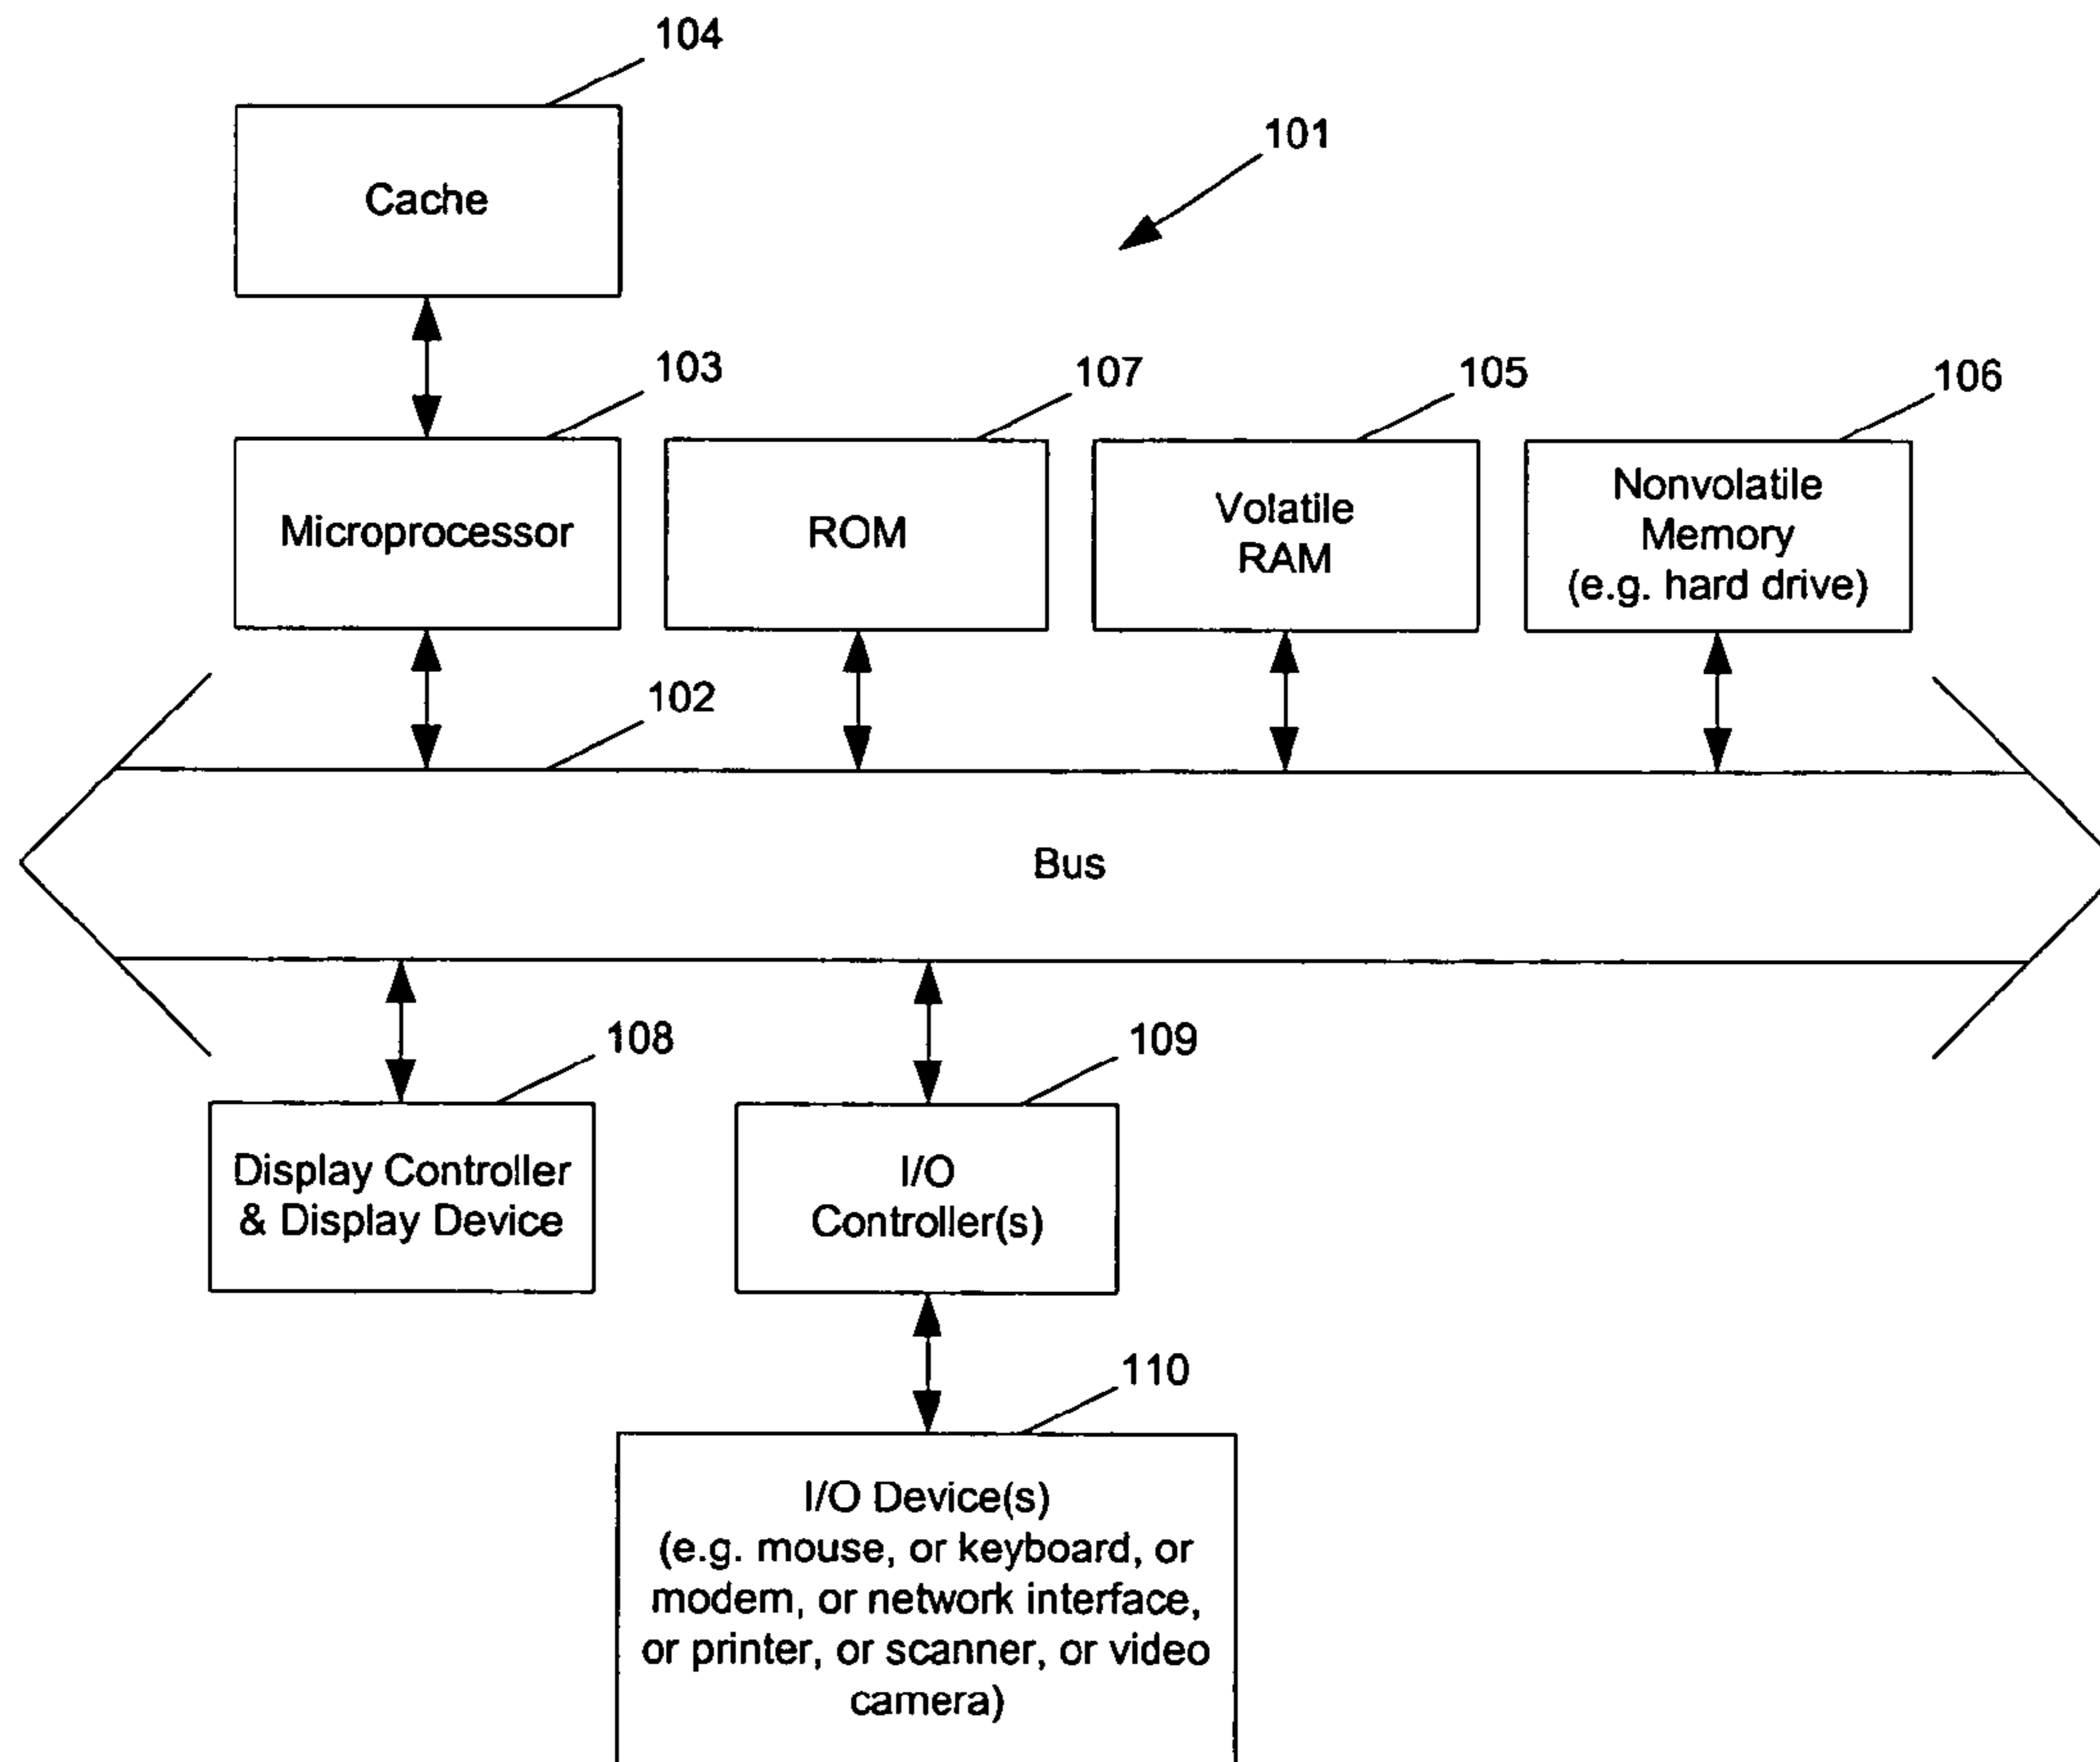 104
101
Cache
103
107
105
106
Microprocessor
ROM
Volatile
RAM
Nonvolatile
Memory
(e.g. hard drive)
102
Bus
108
109
Display Controller
& Display Device
I/O
Controller(s)
110
I/O Device(s)
(e.g. mouse, or keyboard, or
modem, or network interface,
or printer, or scanner, or video
camera)